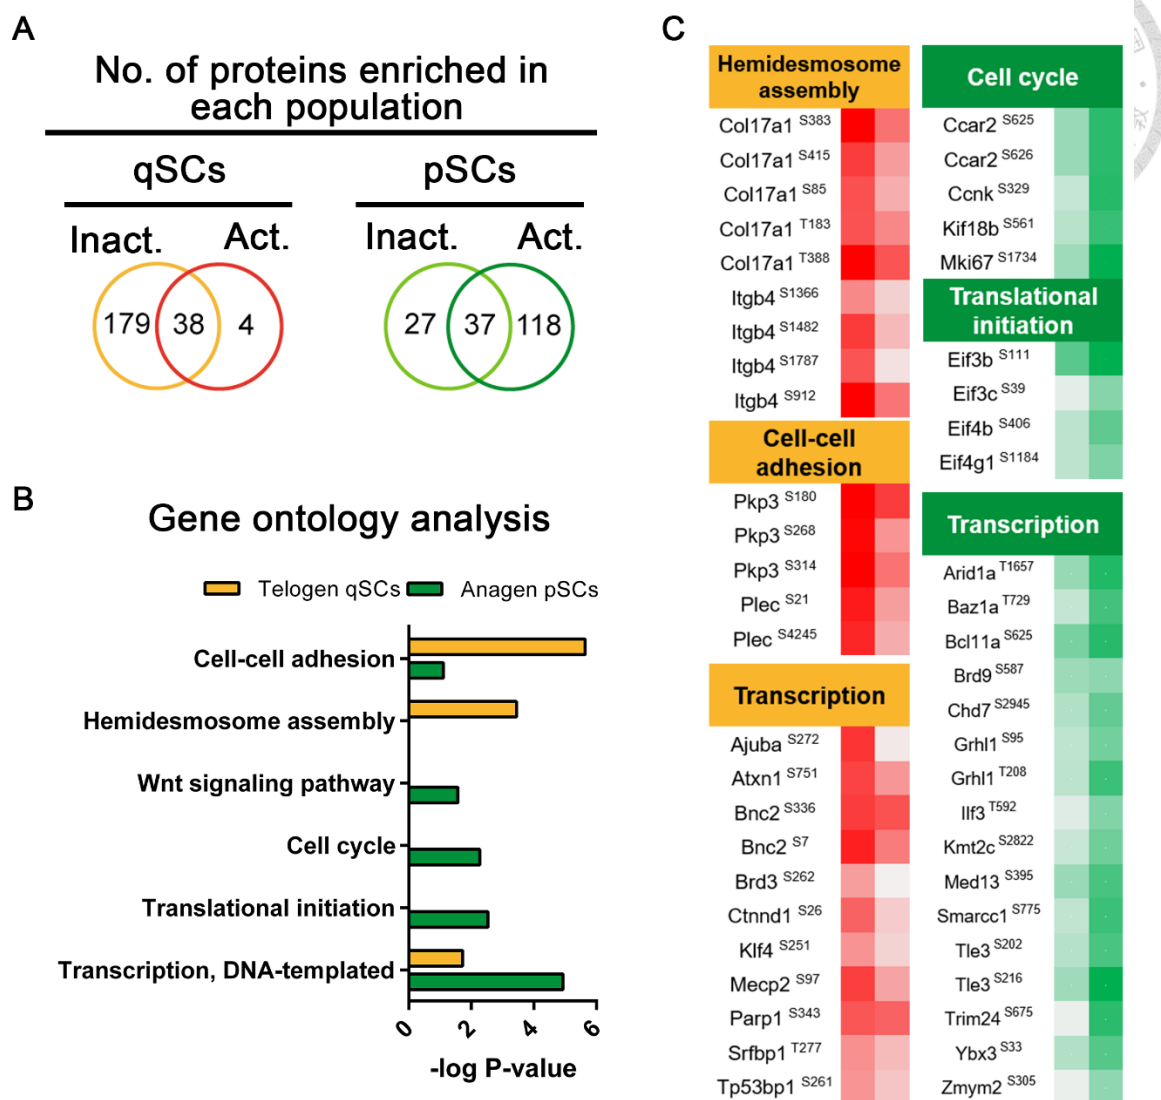 A
No. of proteins enriched in
each population
qSCs
pSCs
Inact.
Act.
Inact.
Act.
179
38
4
27
37
118
B
Gene ontology analysis
Telogen qSCs
Anagen pSCs
Cell-cell adhesion
Hemidesmosome assembly
Wnt signaling pathway
Cell cycle
Translational initiation
Transcription, DNA-templated
0
2
4
6
-log P-value
C
Hemidesmosome
assembly
Col17a1 S383
Col17a1 S415
Col17a1 S85
Col17a1 T183
Col17a1 T388
Itgb4 S1366
Itgb4 S1482
Itgb4 S1787
Itgb4 S912
Cell-cell
adhesion
Pkp3 S180
Pkp3 S268
Pkp3 S314
Plec S21
Plec S4245
Transcription
Ajuba S272
Atxn1 S751
Bnc2 S336
Bnc2 S7
Brd3 S262
Ctnnd1 S26
Klf4 S251
Mecp2 S97
Parp1 S343
Srfbp1 T277
Tp53bp1 S261
Cell cycle
Ccar2 S625
Ccar2 S626
Ccnk S329
Kif18b S561
Mki67 S1734
Translational
initiation
Eif3b S111
Eif3c S39
Eif4b S406
Eif4g1 S1184
Transcription
Arid1a T1657
Baz1a T729
Bcl11a S625
Brd9 S587
Chd7 S2945
Grhl1 S95
Grhl1 T208
Ilf3 T592
Kmt2c S2822
Med13 S395
Smarcc1 S775
Tle3 S202
Tle3 S216
Trim24 S675
Ybx3 S33
Zmym2 S305